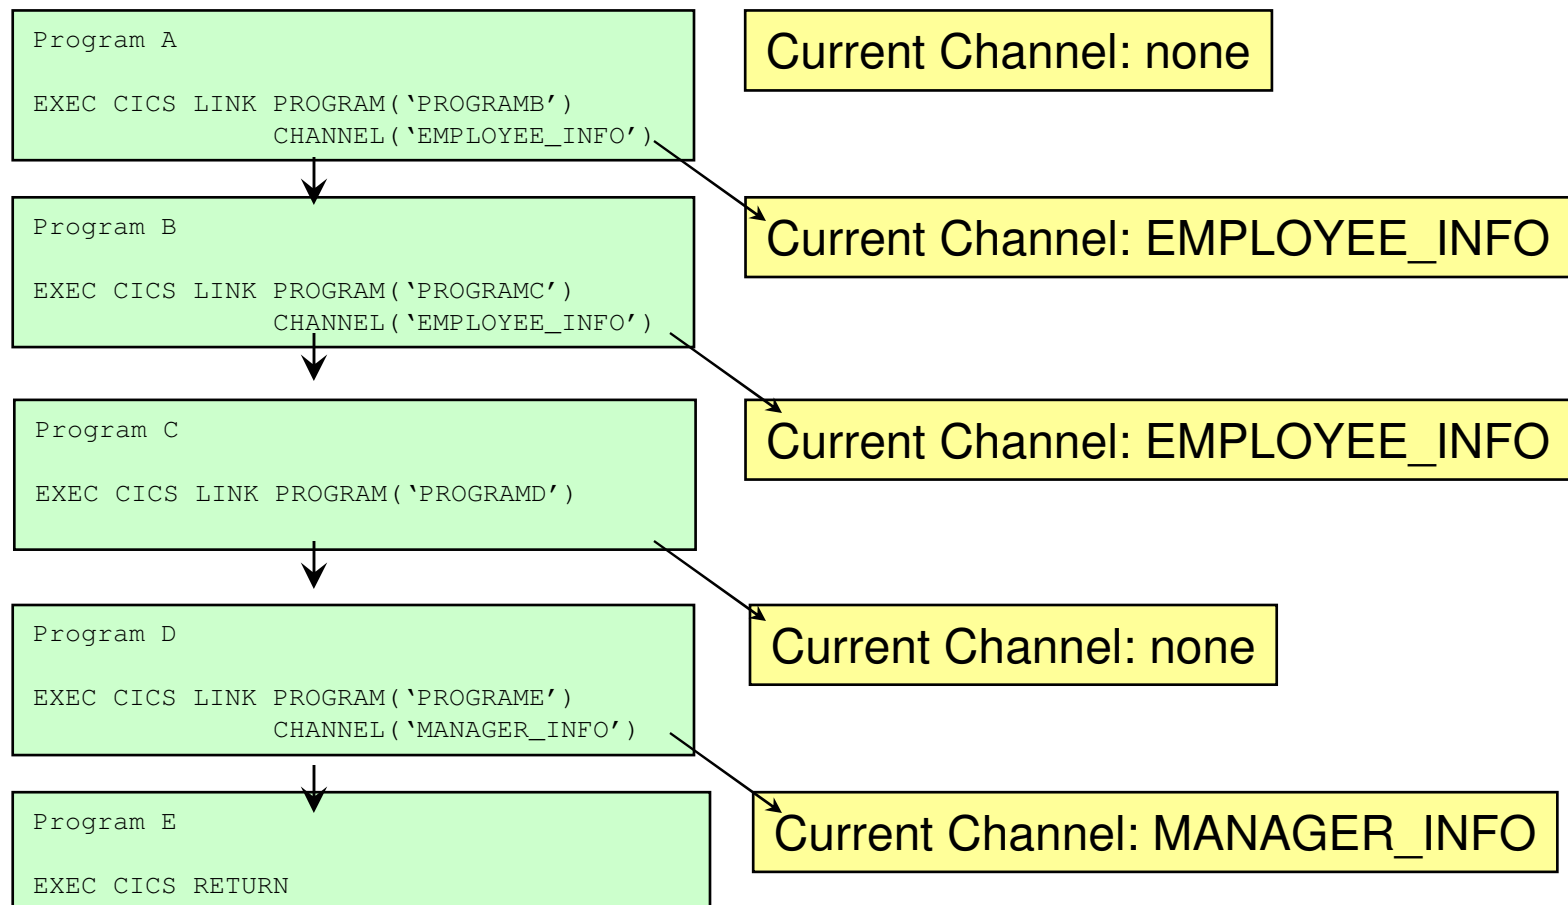 Program A
Current Channel: none
EXEC CICS LINK PROGRAM(‘PROGRAMB’)
CHANNEL(‘EMPLOYEE_INFO’)
Program B
Current Channel: EMPLOYEE_INFO
EXEC CICS LINK PROGRAM(‘PROGRAMC’)
CHANNEL(‘EMPLOYEE_INFO’)
Program C
Current Channel: EMPLOYEE_INFO
EXEC CICS LINK PROGRAM(‘PROGRAMD’)
Program D
Current Channel: none
EXEC CICS LINK PROGRAM(‘PROGRAME’)
CHANNEL(‘MANAGER_INFO’)
Program E
Current Channel: MANAGER_INFO
EXEC CICS RETURN